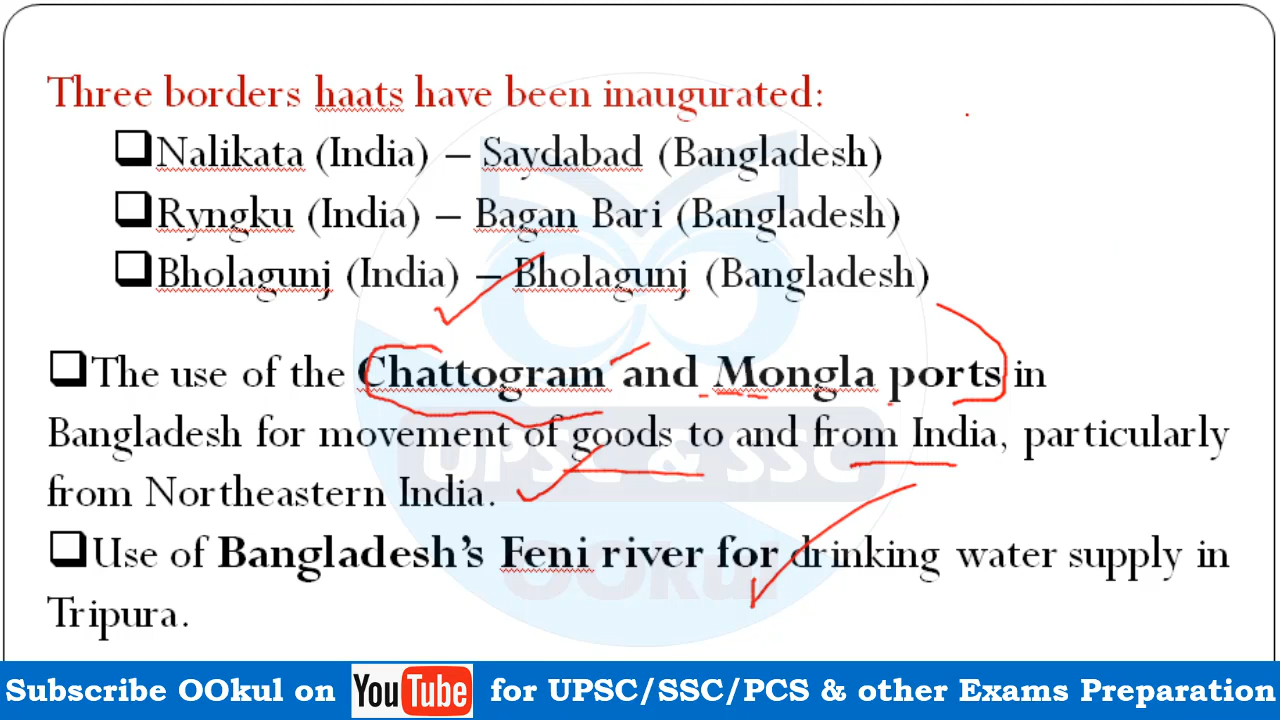 Three borders haats have been inaugurated:
❑Nalikata (India) – Saydabad (Bangladesh)
❑Ryngku (India) – Bagan Bari (Bangladesh)
❑Bholagunj (India) – Bholagunj (Bangladesh)
❑The use of the Chattogram and Mongla ports in
Bangladesh for movement of goods to and from India, particularly
from Northeastern India.
❑Use of Bangladesh's Feni river for drinking water supply in
Tripura.
UPSC & SSC
OOkul
Subscribe OOkul on YouTube for UPSC/SSC/PCS & other Exams Preparation